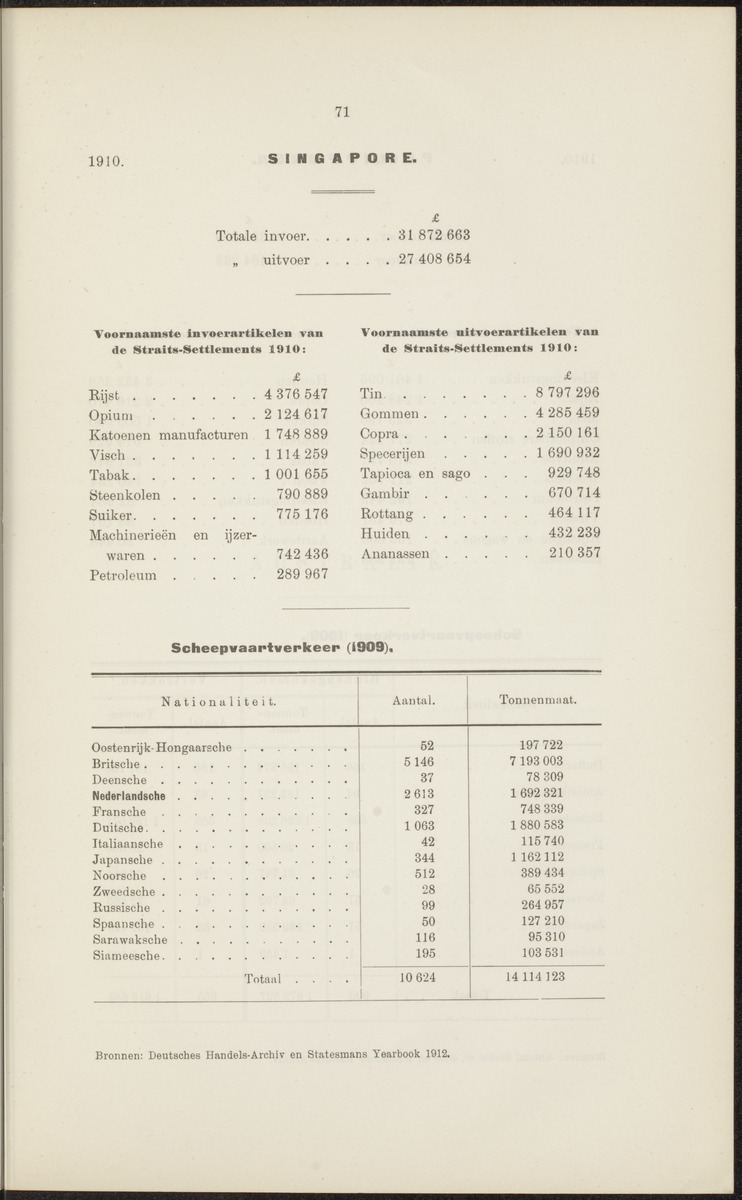 71
1910. SINGAPORE.
£
Totale invoer. . . . . 31 872 663
„ uitvoer . . . . 27 408 654
Voornaamste invoerartikelen van
de Straits-Settlements 1910:
£
Rijst . . . . . . . 4 376 547
Opium . . . . . . 2 124 617
Katoenen manufacturen 1 748 889
Visch . . . . . . . 1 114 259
Tabak. . . . . . . 1 001 655
Steenkolen . . . . . 790 889
Suiker. . . . . . . 775 176
Machinerieën en ijzer-
waren . . . . . . 742 436
Petroleum . . . . . 289 967
Voornaamste uitvoerartikelen van
de Straits-Settlements 1910:
£
Tin . . . . . . . . 8 797 296
Gommen . . . . . . 4 285 459
Copra . . . . . . . 2 150 161
Specerijen . . . . . 1 690 932
Tapioca en sago . . . 929 748
Gambir . . . . . . 670 714
Rottang . . . . . . 464 117
Huiden . . . . . . 432 239
Ananassen . . . . . 210 357
Scheepvaartverkeer (1909).
Nationaliteit. Aantal. Tonnenmaat.
Oostenrijk-Hongaarsche . . . . . . . 52 197 722
Britsche . . . . . . . . . . . . 5 146 7 193 003
Deensche . . . . . . . . . . . 37 78 309
Nederlandsche . . . . . . . . . . 2 613 1 692 321
Fransche . . . . . . . . . . . 327 748 339
Duitsche. . . . . . . . . . . . 1 063 1 880 583
Italiaansche . . . . . . . . . . 42 115 740
Japansche . . . . . . . . . . . 344 1 162 112
Noorsche . . . . . . . . . . . 512 389 434
Zweedsche . . . . . . . . . . . 28 65 552
Russische . . . . . . . . . . . 99 264 957
Spaansche . . . . . . . . . . . 50 127 210
Sarawaksche . . . . . . . . . . 116 95 310
Siameesche. . . . . . . . . . . 195 103 531
Totaal . . . . 10 624 14 114 123
Bronnen: Deutsches Handels-Archiv en Statesmans Yearbook 1912.